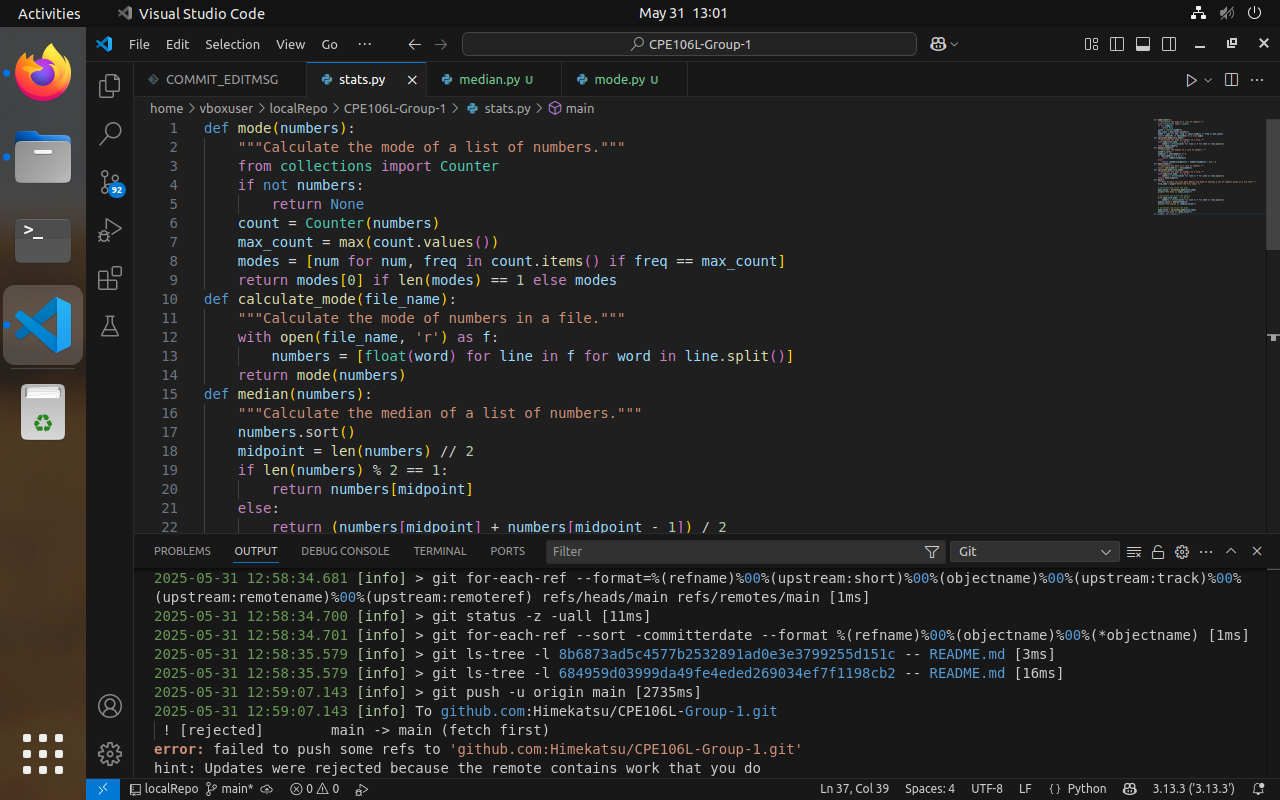 Activities
Visual Studio Code
May 31 13:01
File Edit Selection View Go ···
CPE106L-Group-1
COMMIT_EDITMSG
stats.py
median.py U
mode.py U
home > vboxuser > localRepo > CPE106L-Group-1 > stats.py > main
1 def mode(numbers):
2 """Calculate the mode of a list of numbers."""
3 from collections import Counter
4 if not numbers:
5 return None
6 count = Counter(numbers)
7 max_count = max(count.values())
8 modes = [num for num, freq in count.items() if freq == max_count]
9 return modes[0] if len(modes) == 1 else modes
10 def calculate_mode(file_name):
11 """Calculate the mode of numbers in a file."""
12 with open(file_name, 'r') as f:
13 numbers = [float(word) for line in f for word in line.split()]
14 return mode(numbers)
15 def median(numbers):
16 """Calculate the median of a list of numbers."""
17 numbers.sort()
18 midpoint = len(numbers) // 2
19 if len(numbers) % 2 == 1:
20 return numbers[midpoint]
21 else:
22 return (numbers[midpoint] + numbers[midpoint - 1]) / 2
92
PROBLEMS OUTPUT DEBUG CONSOLE TERMINAL PORTS
Filter
Git
2025-05-31 12:58:34.681 [info] > git for-each-ref --format=%(refname)%00%(upstream:short)%00%(objectname)%00%(upstream:track)%00%
(upstream:remotename)%00%(upstream:remoteref) refs/heads/main refs/remotes/main [1ms]
2025-05-31 12:58:34.700 [info] > git status -z -uall [11ms]
2025-05-31 12:58:34.701 [info] > git for-each-ref --sort -committerdate --format %(refname)%00%(objectname)%00%(*objectname) [1ms]
2025-05-31 12:58:35.579 [info] > git ls-tree -l 8b6873ad5c4577b2532891ad0e3e3799255d151c -- README.md [3ms]
2025-05-31 12:58:35.579 [info] > git ls-tree -l 684959d03999da49fe4eded269034ef7f1198cb2 -- README.md [16ms]
2025-05-31 12:59:07.143 [info] > git push -u origin main [2735ms]
2025-05-31 12:59:07.143 [info] To github.com:Himekatsu/CPE106L-Group-1.git
! [rejected] main -> main (fetch first)
error: failed to push some refs to 'github.com:Himekatsu/CPE106L-Group-1.git'
hint: Updates were rejected because the remote contains work that you do
localRepo main* 0 0
Ln 37, Col 39 Spaces: 4 UTF-8 LF Python 3.13.3 ('3.13.3')